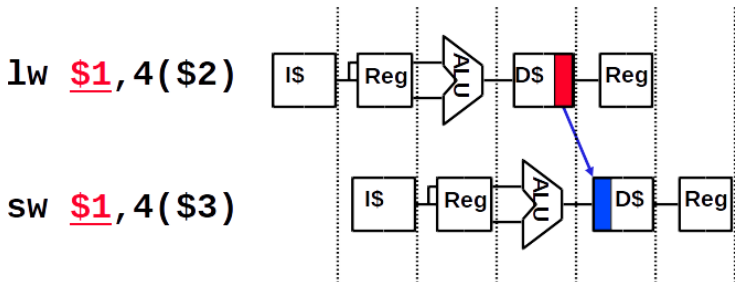 lw $1,4($2) I$ Reg ALU D$ Reg
sw $1,4($3) I$ Reg ALU D$ Reg